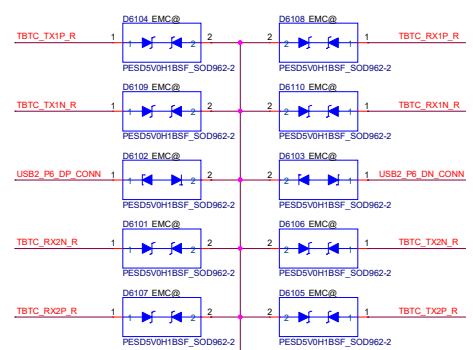 D6104 EMC@ D6108 EMC@
TBTC_TX1P_R 1 1 2 2 2 2 1 1 TBTC_RX1P_R
PESD5V0H1BSF_SOD962-2 PESD5V0H1BSF_SOD962-2
D6109 EMC@ D6110 EMC@
TBTC_TX1N_R 1 1 2 2 2 2 1 1 TBTC_RX1N_R
PESD5V0H1BSF_SOD962-2 PESD5V0H1BSF_SOD962-2
D6102 EMC@ D6103 EMC@
USB2_P6_DP_CONN 1 1 2 2 2 2 1 1 USB2_P6_DN_CONN
PESD5V0H1BSF_SOD962-2 PESD5V0H1BSF_SOD962-2
D6101 EMC@ D6106 EMC@
TBTC_RX2N_R 1 1 2 2 2 2 1 1 TBTC_TX2N_R
PESD5V0H1BSF_SOD962-2 PESD5V0H1BSF_SOD962-2
D6107 EMC@ D6105 EMC@
TBTC_RX2P_R 1 1 2 2 2 2 1 1 TBTC_TX2P_R
PESD5V0H1BSF_SOD962-2 PESD5V0H1BSF_SOD962-2